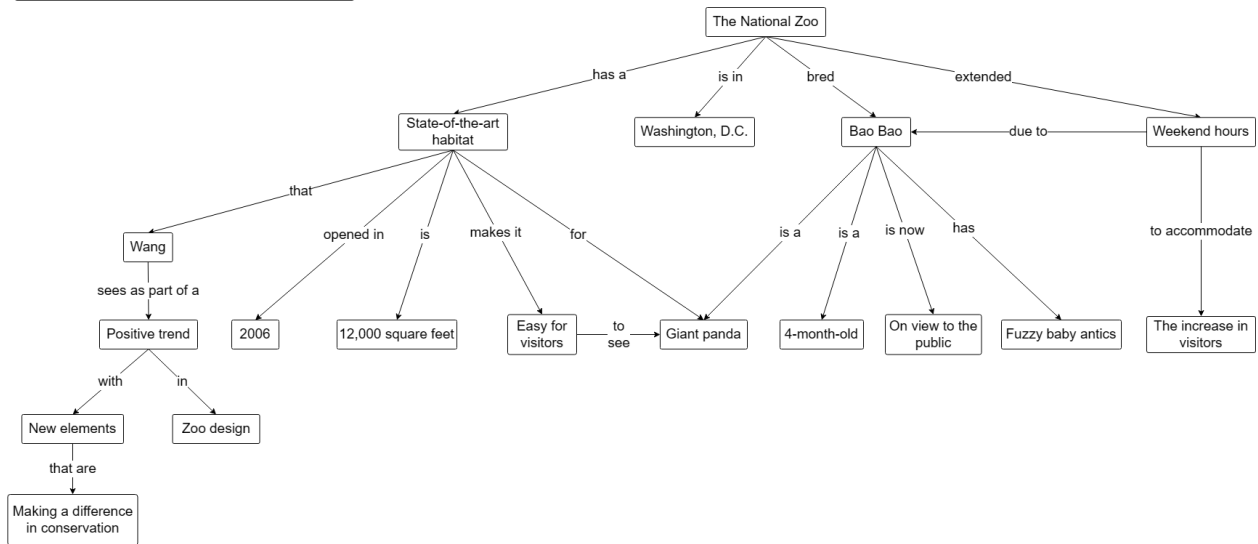 The National Zoo
has a
is in
bred
extended
State-of-the-art
habitat
Washington, D.C.
Bao Bao
due to
Weekend hours
that
opened in
is
makes it
for
is a
is a
is now
has
to accommodate
Wang
sees as part of a
Positive trend
2006
12,000 square feet
Easy for
visitors
to
see
Giant panda
4-month-old
On view to the
public
Fuzzy baby antics
The increase in
visitors
with
in
New elements
Zoo design
that are
Making a difference
in conservation